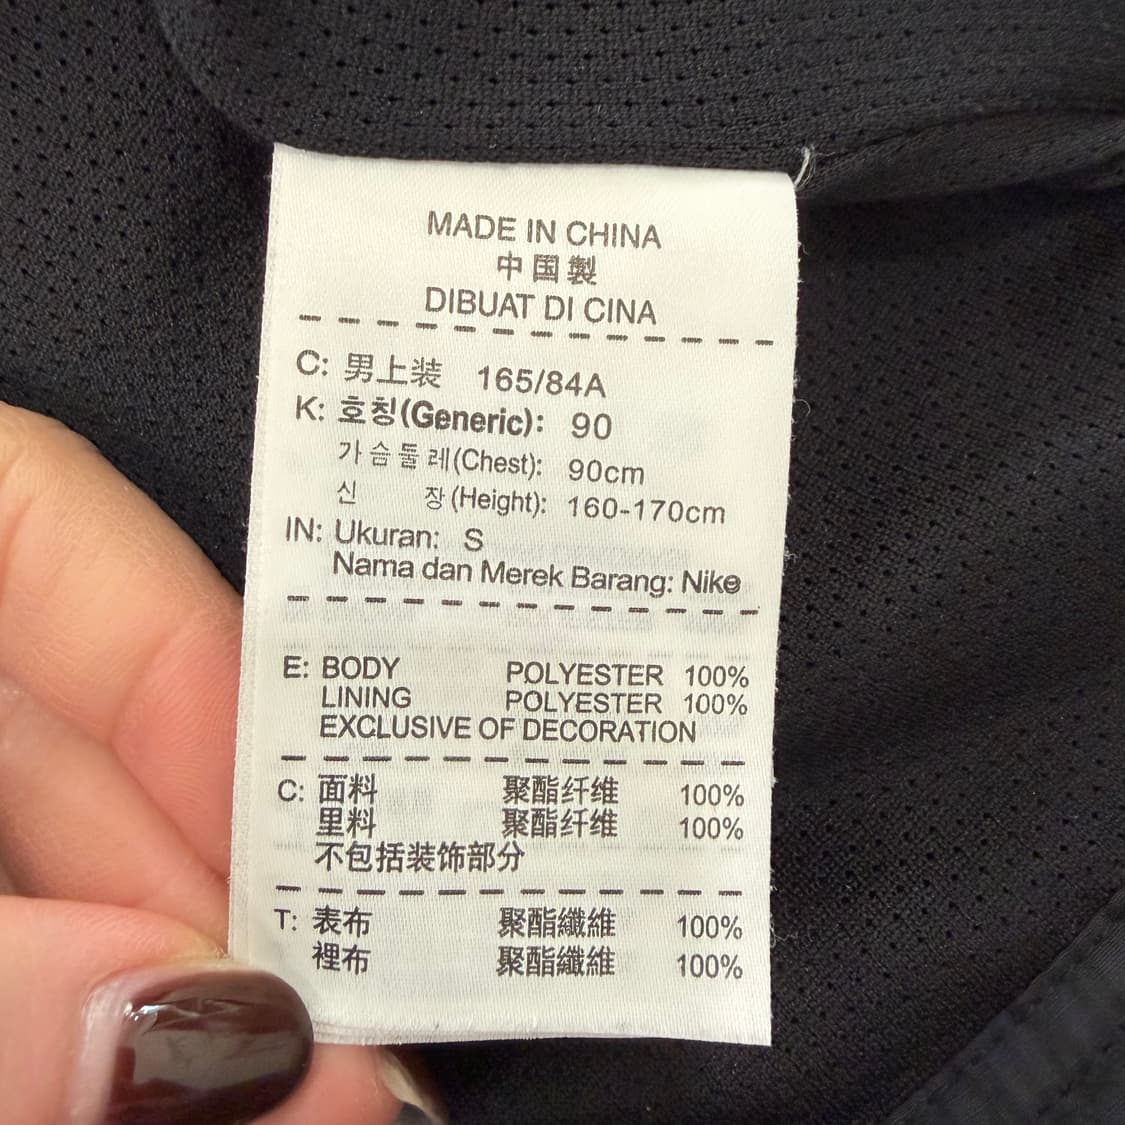 MADE IN CHINA
中国製
DIBUAT DI CINA
C: 男上装 165/84A
K: 호칭(Generic): 90
가슴둘레(Chest): 90cm
신 장(Height): 160-170cm
IN: Ukuran: S
Nama dan Merek Barang: Nike
E: BODY POLYESTER 100%
LINING POLYESTER 100%
EXCLUSIVE OF DECORATION
C: 面料 聚酯纤维 100%
里料 聚酯纤维 100%
不包括装饰部分
T: 表布 聚酯纖維 100%
裡布 聚酯纖維 100%